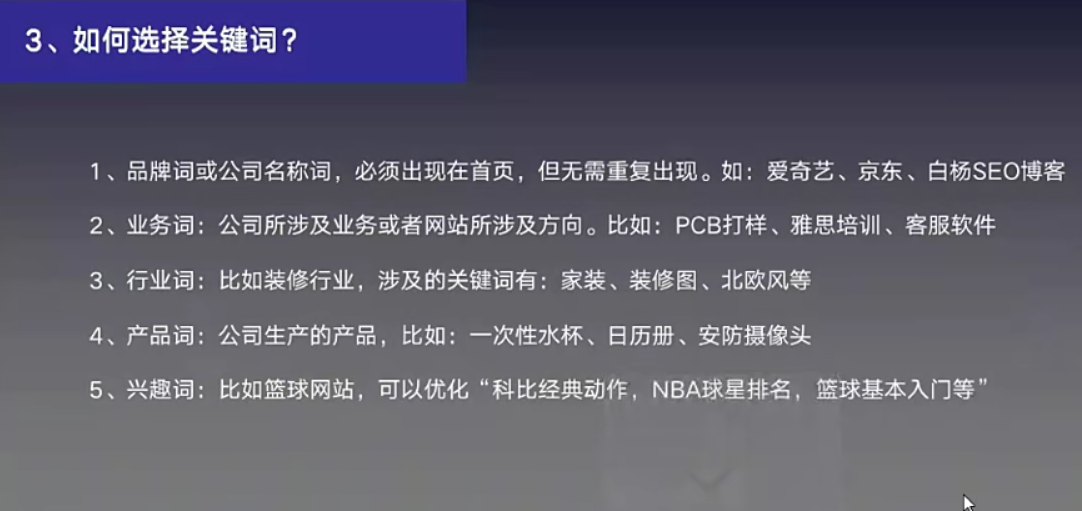 3、如何选择关键词？
1、品牌词或公司名称词，必须出现在首页，但无需重复出现。如：爱奇艺、京东、白杨SEO博客
2、业务词：公司所涉及业务或者网站所涉及方向。比如：PCB打样、雅思培训、客服软件
3、行业词：比如装修行业，涉及的关键词有：家装、装修图、北欧风等
4、产品词：公司生产的产品，比如：一次性水杯、日历册、安防摄像头
5、兴趣词：比如篮球网站，可以优化“科比经典动作，NBA球星排名，篮球基本入门等”